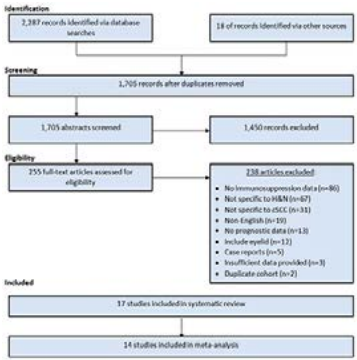 Identification
2,287 records identified via database
searches
18 of records identified via other sources
Screening
1,705 records after duplicates removed
1,705 abstracts screened
1,450 records excluded
Eligibility
255 full-text articles assessed for
eligibility
238 articles excluded:
• No immunosuppression data (n=86)
• Not specific to H&N (n=67)
• Not specific to cSCC (n=31)
• Non-English (n=19)
• No prognostic data (n=13)
• Include eyelid (n=12)
• Case reports (n=5)
• Insufficient data provided (n=3)
• Duplicate cohort (n=2)
Included
17 studies included in systematic review
14 studies included in meta-analysis